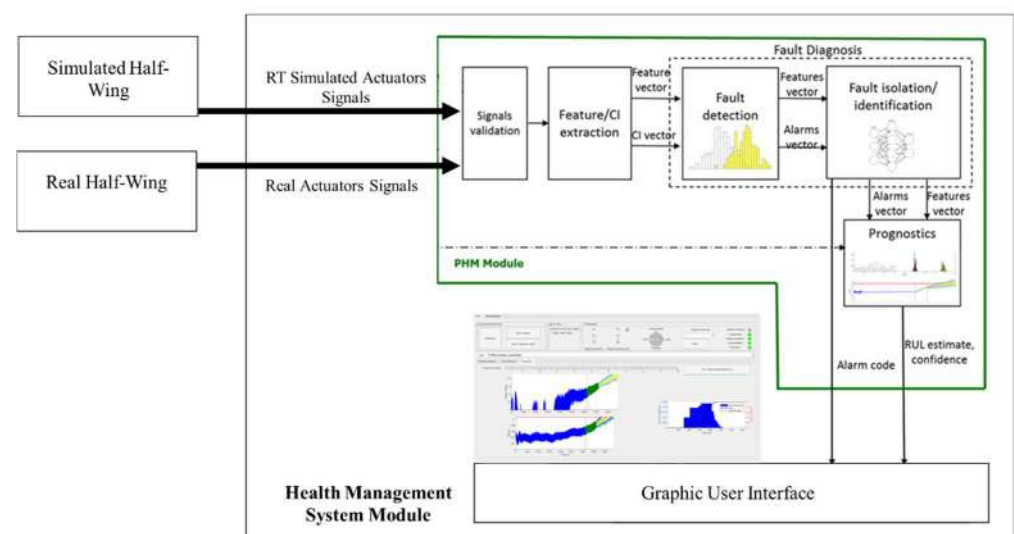 Simulated Half-
Wing
Real Half-Wing
RT Simulated Actuators
Signals
Real Actuators Signals
Signals
validation
Feature/CI
extraction
Feature
vector
CI vector
Fault Diagnosis
Fault
detection
Features
vector
Alarms
vector
Fault isolation/
identification
Alarms
vector
Features
vector
Prognostics
PHM Module
Alarm code
RUL estimate,
confidence
Health Management
System Module
Graphic User Interface